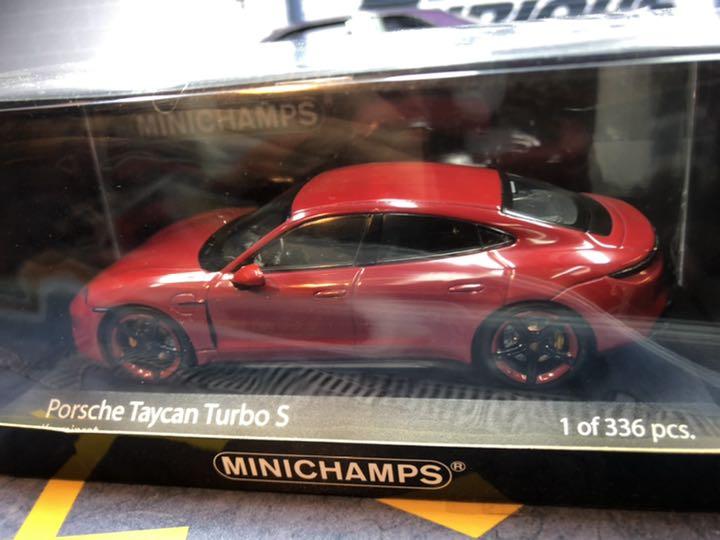 MINICHAMPS
Porsche Taycan Turbo S
1 of 336 pcs.
MINICHAMPS®